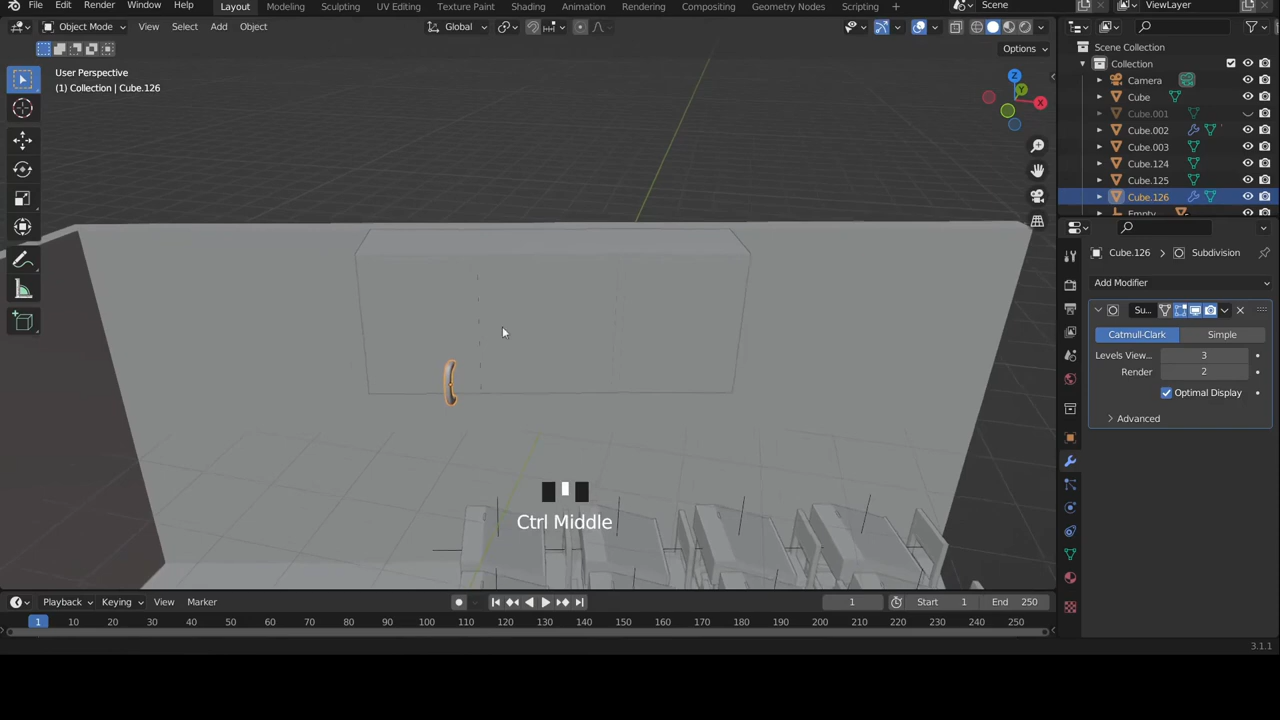 File Edit Render Window Help Layout Modeling Sculpting UV Editing Texture Paint Shading Animation Rendering Compositing Geometry Nodes Scripting + Scene ViewLayer
Object Mode View Select Add Object Global
Options
User Perspective
(1) Collection | Cube.126
Z
Y
X
Scene Collection
Collection
Camera
Cube
Cube.001
Cube.002
Cube.003
Cube.124
Cube.125
Cube.126
Empty
Cube.126 > Subdivision
Add Modifier
Su..
Catmull-Clark Simple
Levels View.. 3
Render 2
Optimal Display
Advanced
Ctrl Middle
Playback Keying View Marker 1 Start 1 End 250
1 10 20 30 40 50 60 70 80 90 100 110 120 130 140 150 160 170 180 190 200 210 220 230 240 250
3.1.1